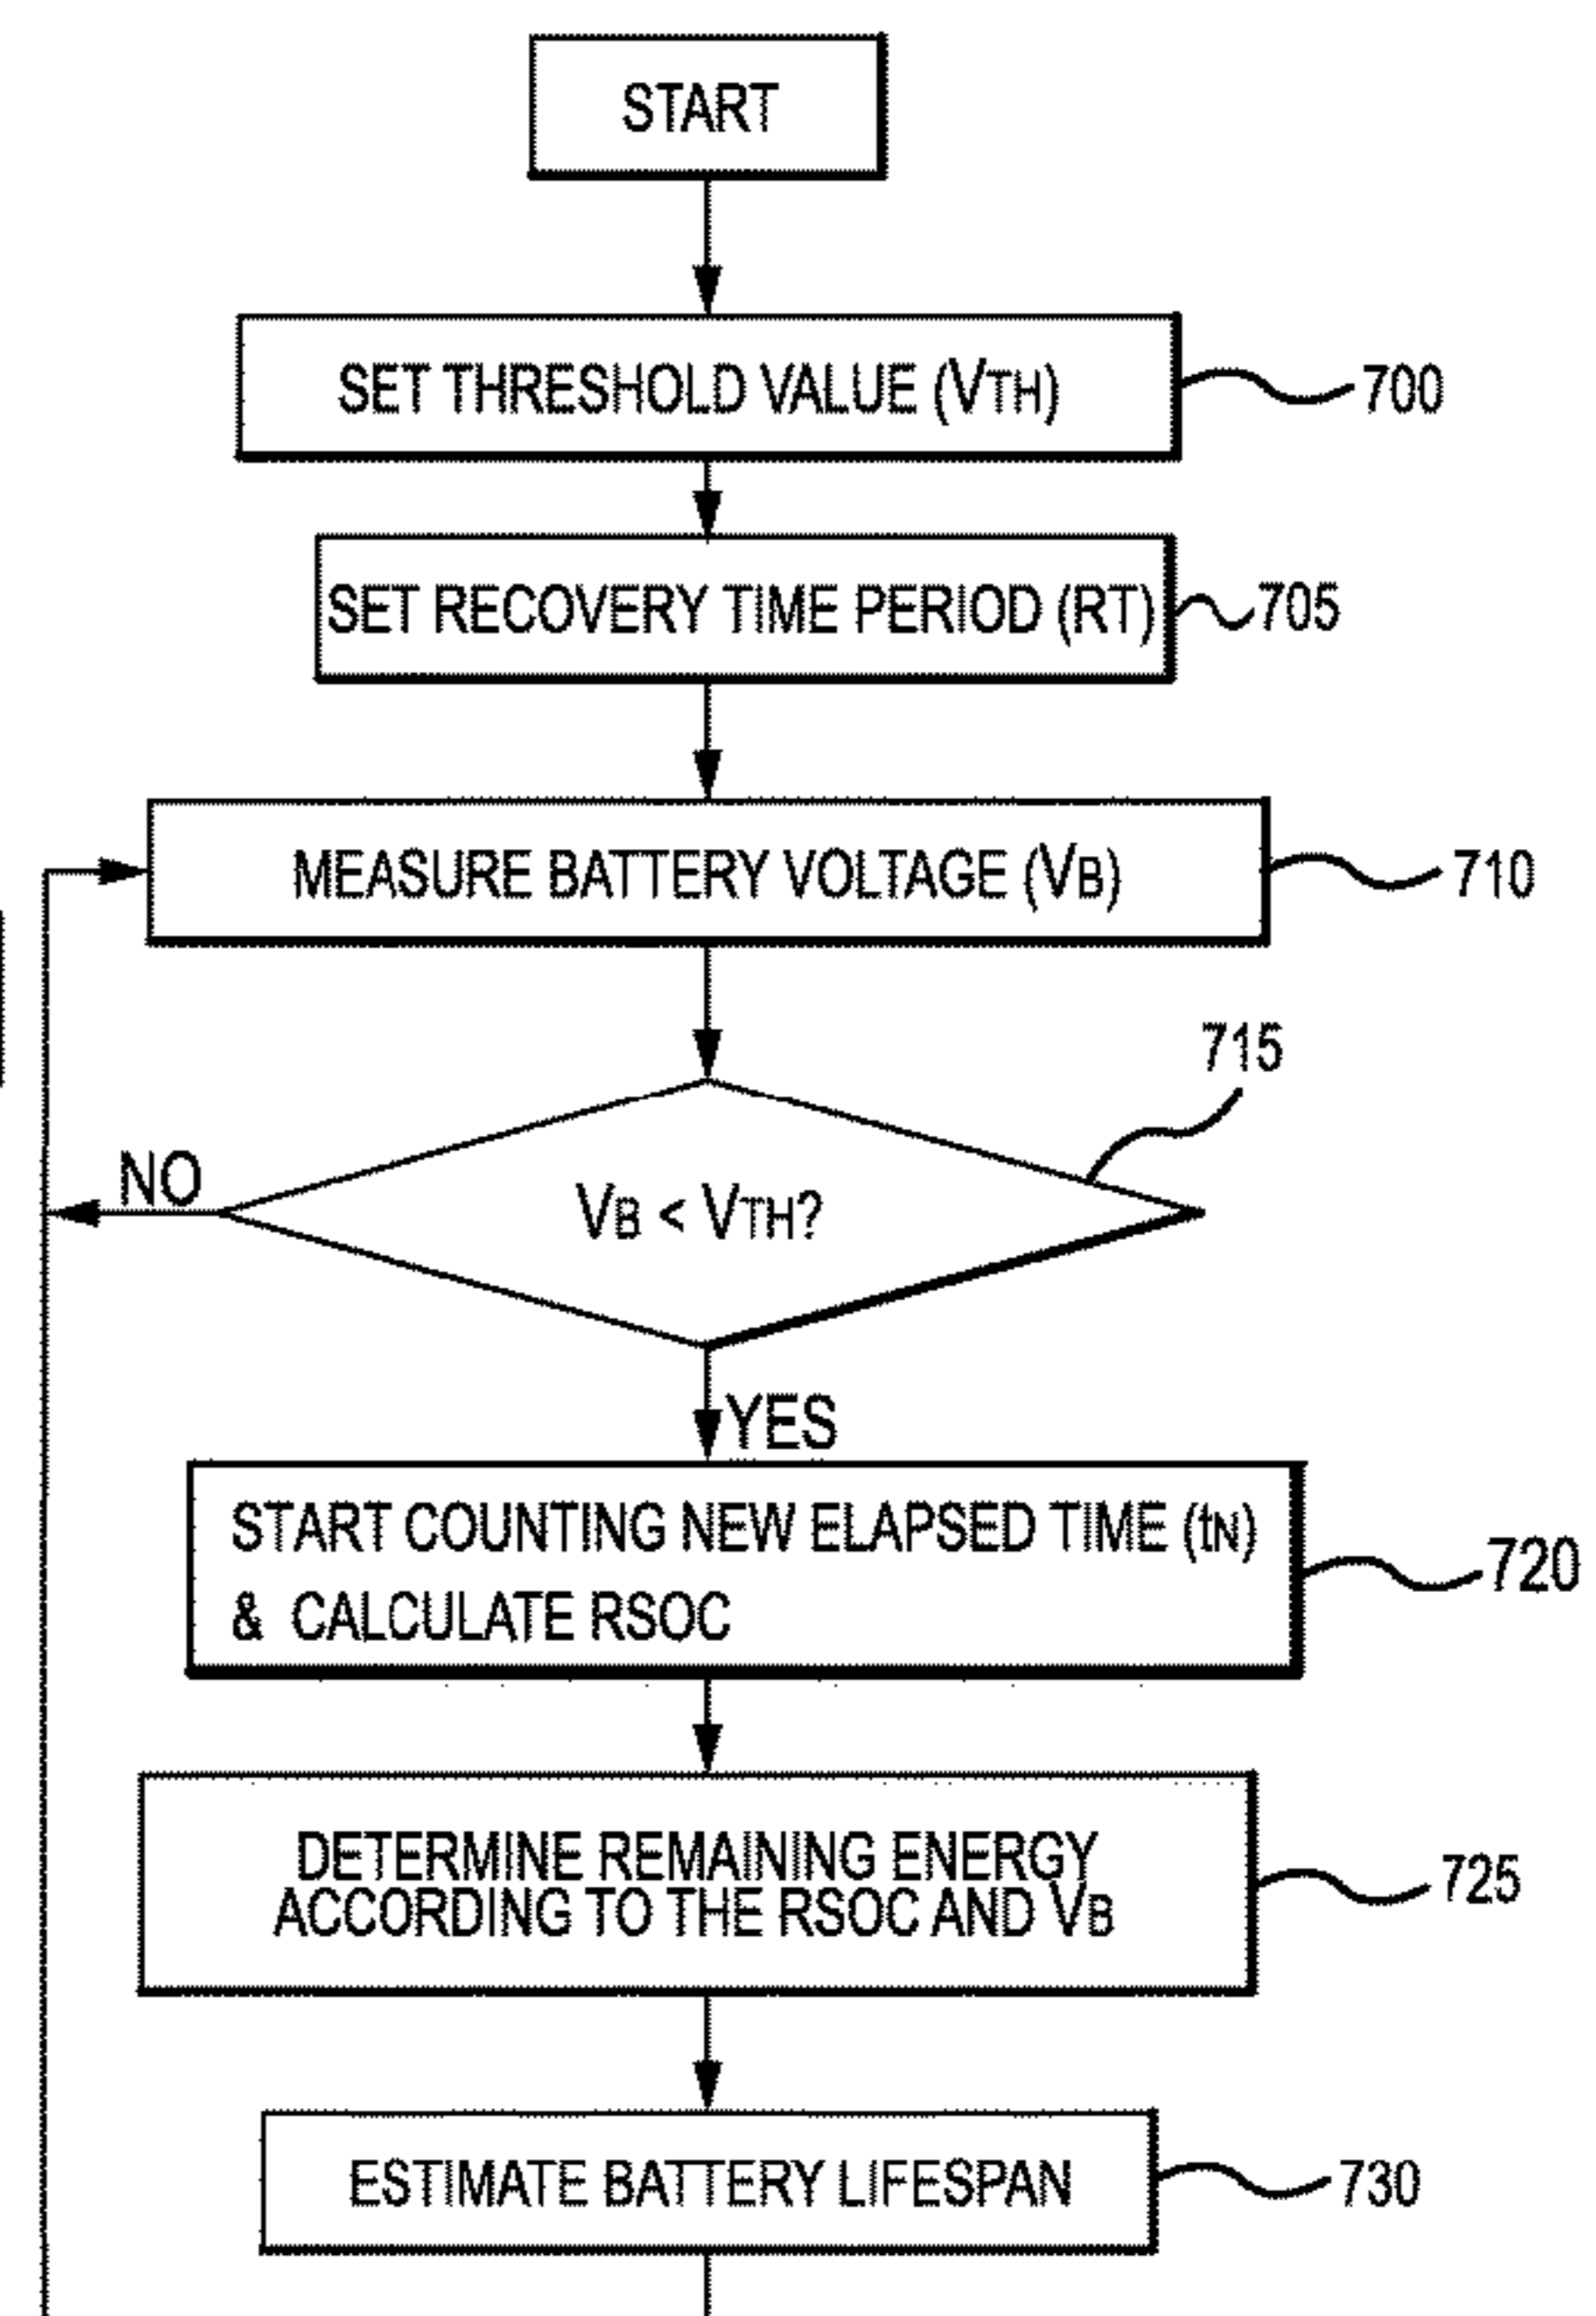 START
SET THRESHOLD VALUE (VTH)
700
SET RECOVERY TIME PERIOD (RT)
705
MEASURE BATTERY VOLTAGE (VB)
710
715
NO
VB < VTH?
YES
START COUNTING NEW ELAPSED TIME (tN)
& CALCULATE RSOC
720
DETERMINE REMAINING ENERGY
ACCORDING TO THE RSOC AND VB
725
ESTIMATE BATTERY LIFESPAN
730